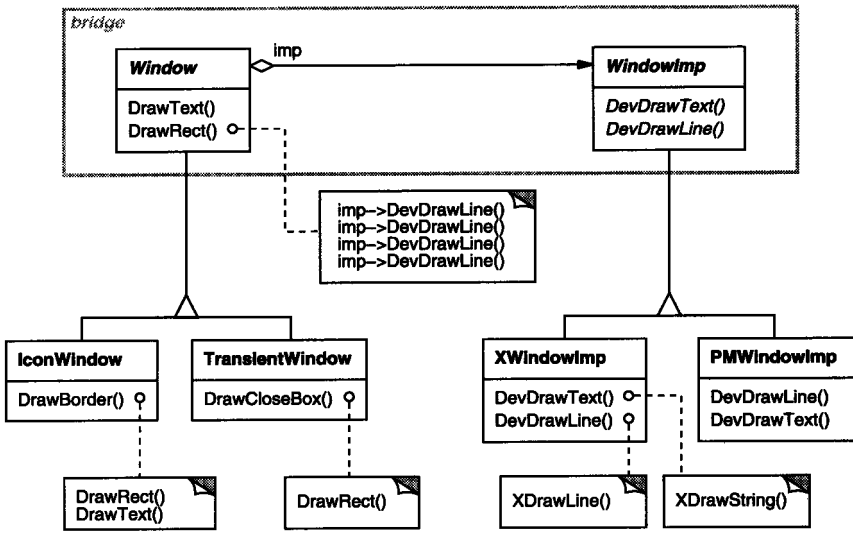 bridge
Window
imp
WindowImp
DrawText()
DrawRect()
DevDrawText()
DevDrawLine()
imp->DevDrawLine()
imp->DevDrawLine()
imp->DevDrawLine()
imp->DevDrawLine()
IconWindow
DrawBorder()
TransientWindow
DrawCloseBox()
XWindowImp
DevDrawText()
DevDrawLine()
PMWindowImp
DevDrawLine()
DevDrawText()
DrawRect()
DrawText()
DrawRect()
XDrawLine()
XDrawString()